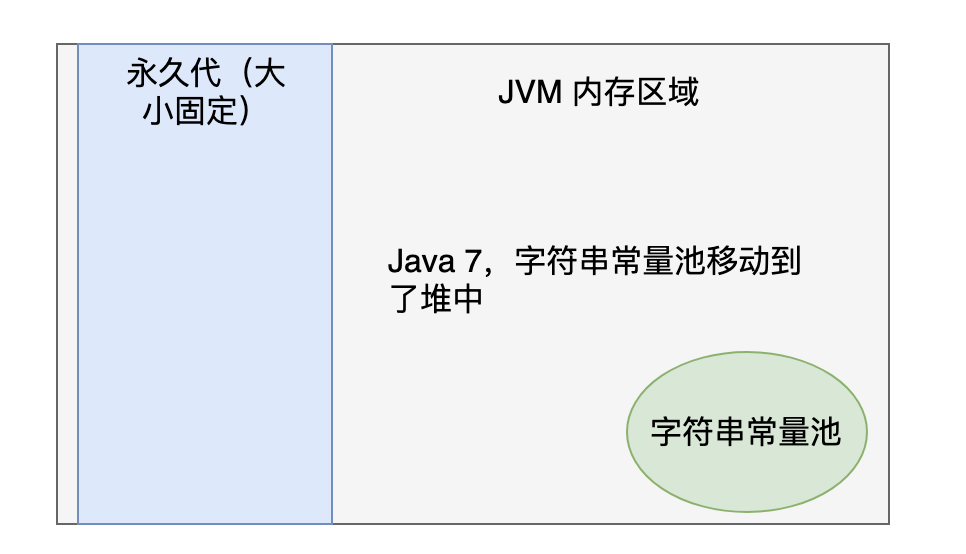 永久代（大
小固定）
JVM 内存区域
Java 7，字符串常量池移动到
了堆中
字符串常量池